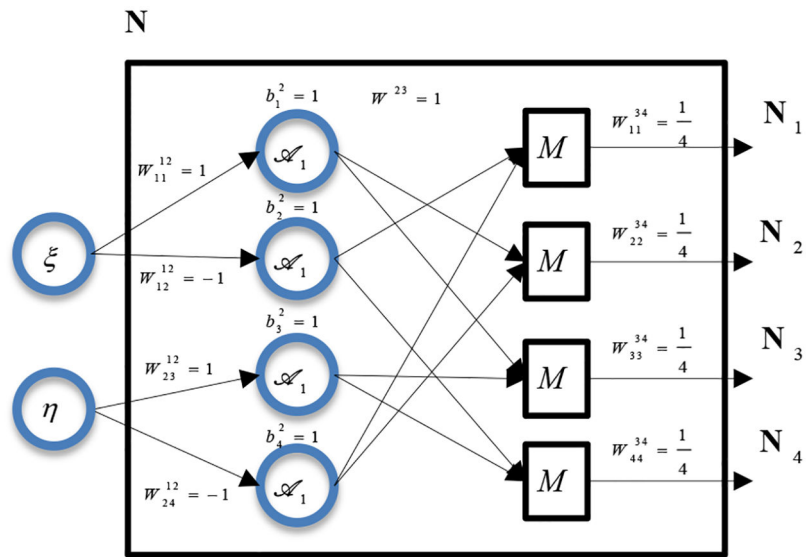 N
b₁² = 1
W²³ = 1
W₁₁³⁴ = 1/4
N₁
𝒜₁
M
W₁₁¹² = 1
b₂² = 1
W₂₂³⁴ = 1/4
N₂
ξ
𝒜₁
M
W₁₂¹² = −1
b₃² = 1
W₃₃³⁴ = 1/4
N₃
W₂₃¹² = 1
𝒜₁
M
η
b₄² = 1
W₄₄³⁴ = 1/4
N₄
𝒜₁
M
W₂₄¹² = −1